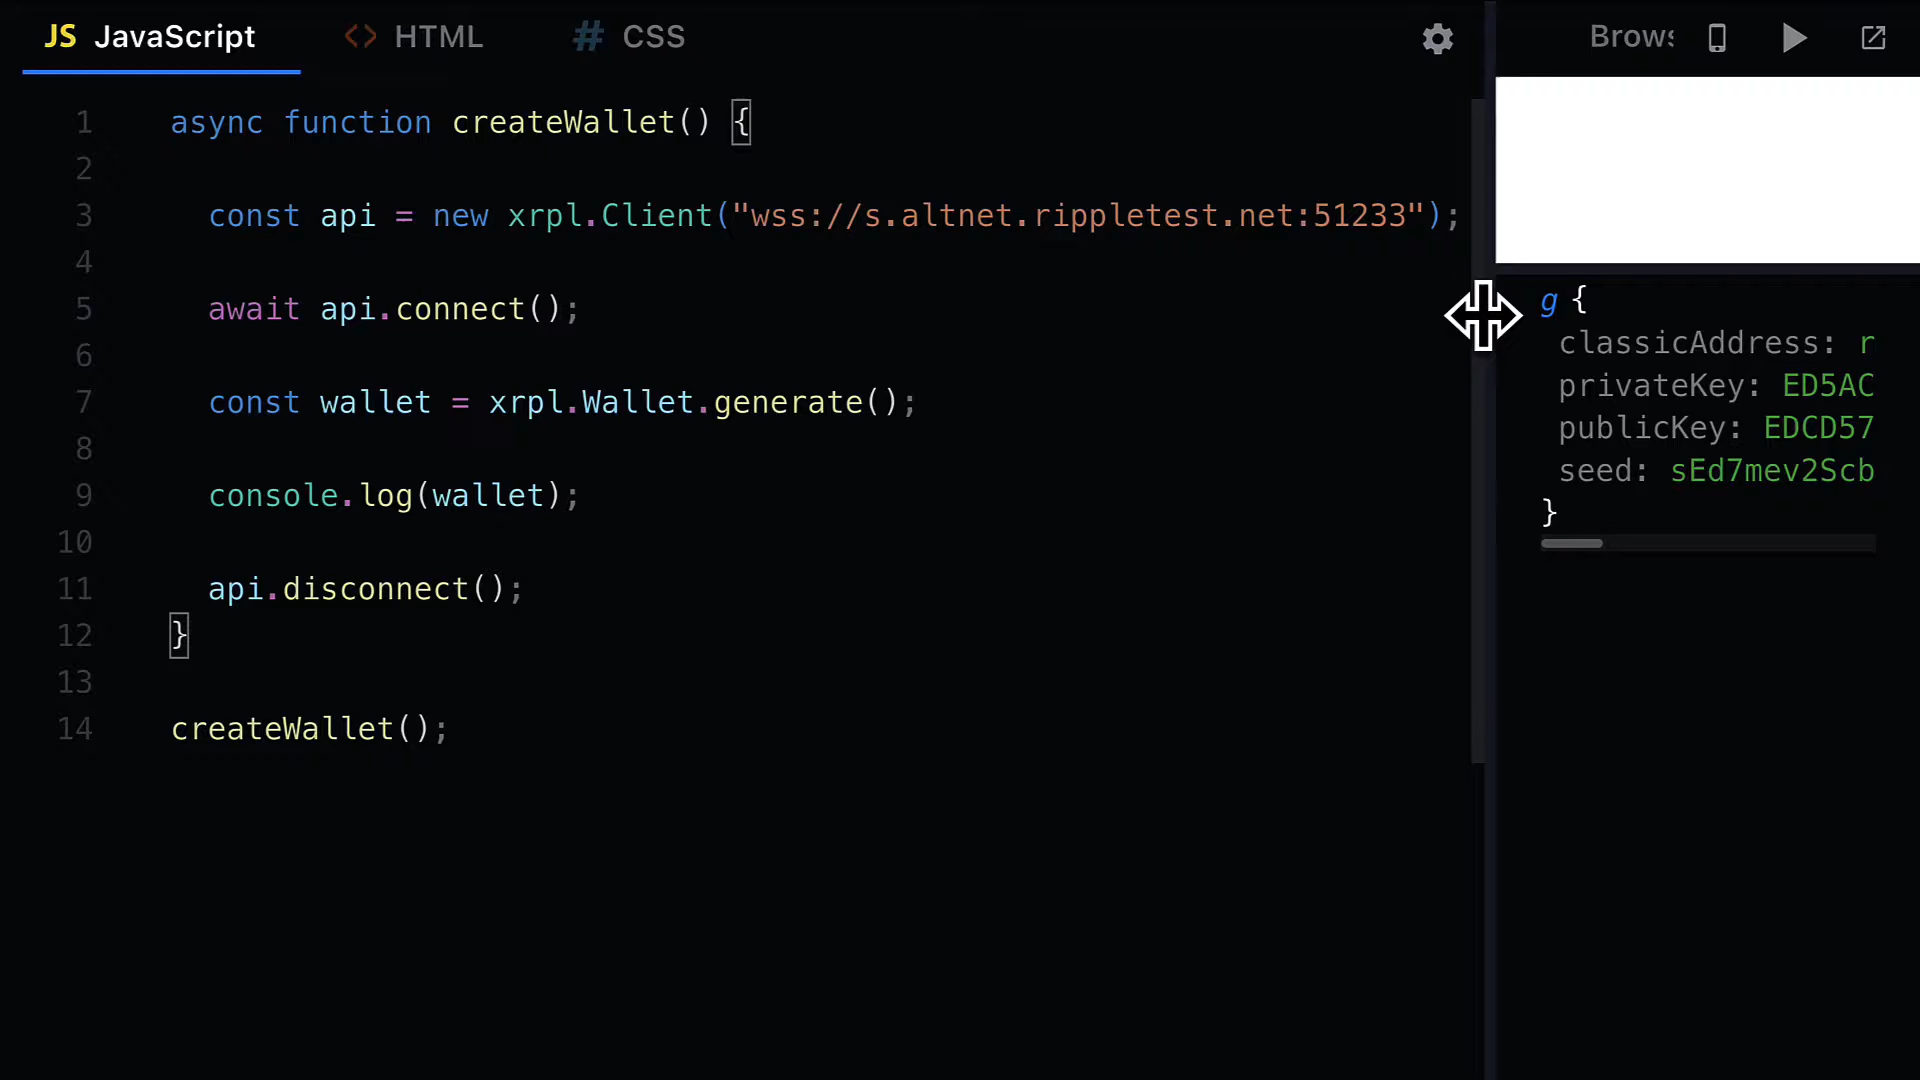 JS JavaScript <> HTML # CSS
1 async function createWallet() {
2
3 const api = new xrpl.Client("wss://s.altnet.rippletest.net:51233");
4
5 await api.connect();
6
7 const wallet = xrpl.Wallet.generate();
8
9 console.log(wallet);
10
11 api.disconnect();
12 }
13
14 createWallet();
Brows
g {
classicAddress: r
privateKey: ED5AC
publicKey: EDCD57
seed: sEd7mev2Scb
}